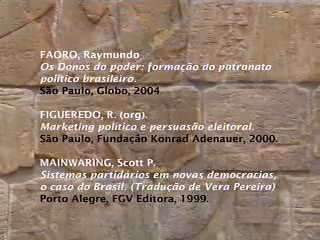 FAORO, Raymundo
Os Donos do poder: formação do patronato
político brasileiro.
São Paulo, Globo, 2004.
FIGUEREDO, R. (org).
Marketing político e persuasão eleitoral.
São Paulo, Fundação Konrad Adenauer, 2000.
MAINWARING, Scott P.
Sistemas partidários em novas democracias,
o caso do Brasil. (Tradução de Vera Pereira)
Porto Alegre, FGV Editora, 1999.